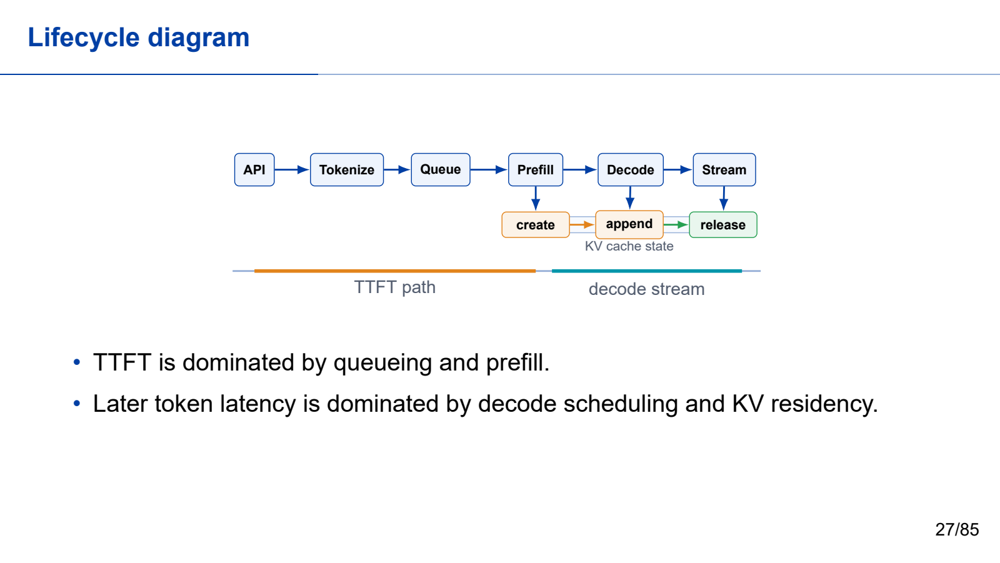 Lifecycle diagram
API
Tokenize
Queue
Prefill
Decode
Stream
create
append
release
KV cache state
TTFT path
decode stream
• TTFT is dominated by queueing and prefill.
• Later token latency is dominated by decode scheduling and KV residency.
27/85